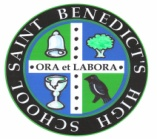 SAINT BENEDICT'S HIGH SCHOOL
• ORA et LABORA •